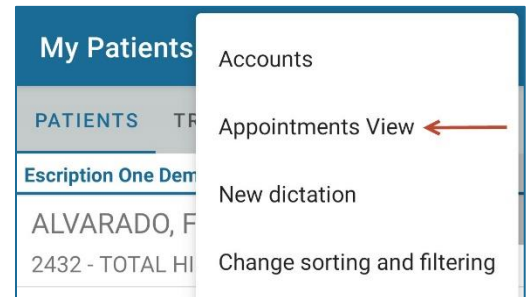 My Patients
Accounts
PATIENTS TR
Appointments View
Escription One Dem
New dictation
ALVARADO, F
2432 - TOTAL HI
Change sorting and filtering